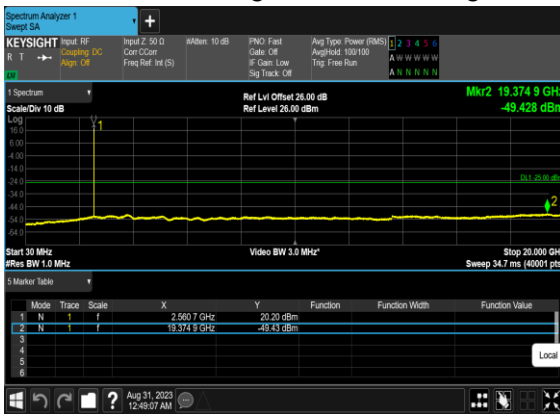 Spectrum Analyzer 1
Swept SA
KEYSIGHT Input: RF Input Z: 50 Ω #Atten: 10 dB PNO: Fast Avg Type: Power (RMS) 1 2 3 4 5 6
R T Coupling: DC Corr CCorr Gate: Off Avg|Hold: 100/100 A W W W W W
Align: Off Freq Ref: Int (S) IF Gain: Low Trig: Free Run
LV Sig Track: Off A N N N N N
1 Spectrum Ref Lvl Offset 26.00 dB Mkr2 19.374 9 GHz
Scale/Div 10 dB Ref Level 26.00 dBm -49.428 dBm
Log
16.0 1
6.00
-4.00
-14.0
-24.0 DL1 -25.00 dBm
-34.0
-44.0 2
-54.0
-64.0
Start 30 MHz Video BW 3.0 MHz* Stop 20.000 GH
#Res BW 1.0 MHz Sweep 34.7 ms (40001 pts
5 Marker Table
Mode Trace Scale X Y Function Function Width Function Value
1 N 1 f 2.560 7 GHz 20.20 dBm
2 N 1 f 19.374 9 GHz -49.43 dBm
3
4
5
6
Local
? Aug 31, 2023
12:49:07 AM